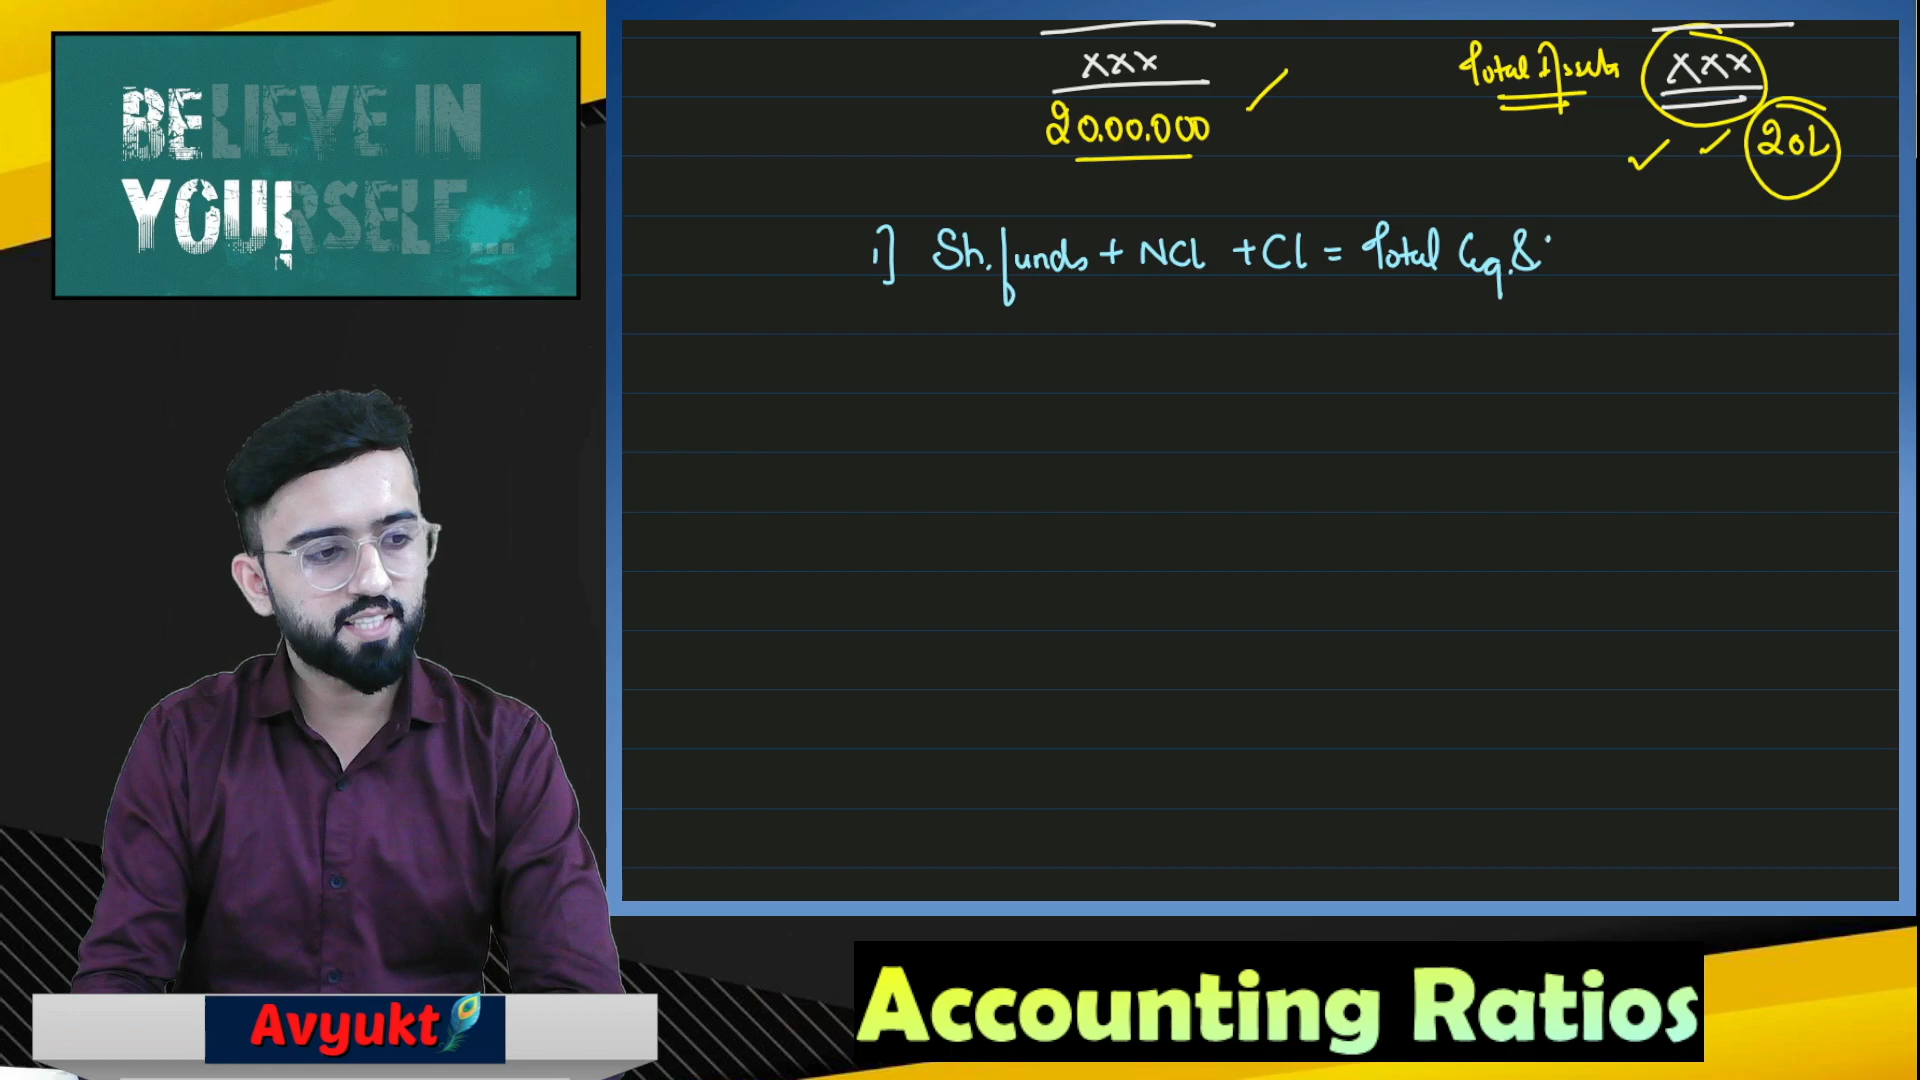 BELIEVE IN
YOURSELF...
XXX
20,00,000
Total Assets XXX
20L
i] Sh. funds + NCL + CL = Total Eq. &
Avyukt
Accounting Ratios